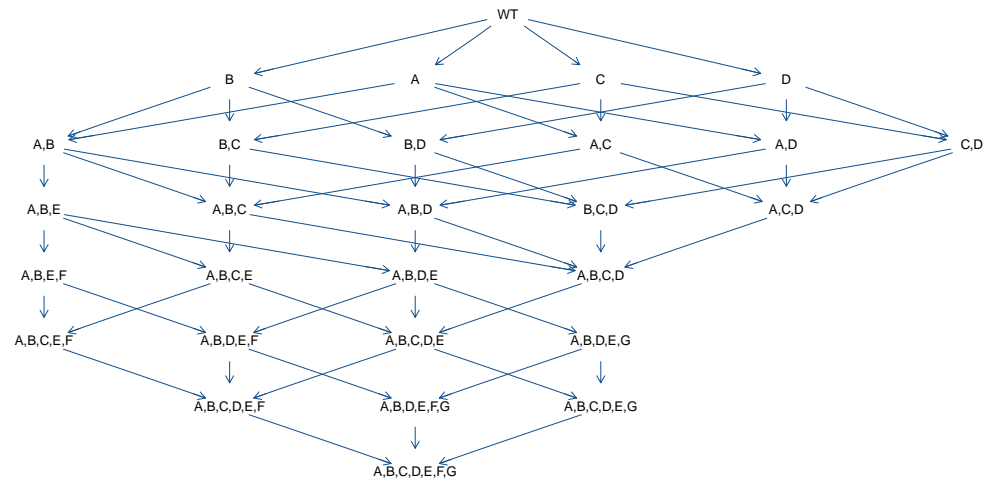 WT
B A C D
A,B B,C B,D A,C A,D C,D
A,B,E A,B,C A,B,D B,C,D A,C,D
A,B,E,F A,B,C,E A,B,D,E A,B,C,D
A,B,C,E,F A,B,D,E,F A,B,C,D,E A,B,D,E,G
A,B,C,D,E,F A,B,D,E,F,G A,B,C,D,E,G
A,B,C,D,E,F,G